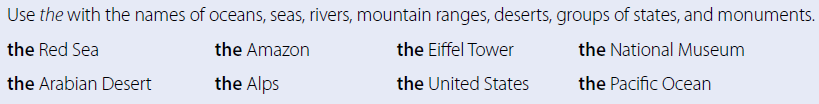 Use the with the names of oceans, seas, rivers, mountain ranges, deserts, groups of states, and monuments.
the Red Sea the Amazon the Eiffel Tower the National Museum
the Arabian Desert the Alps the United States the Pacific Ocean